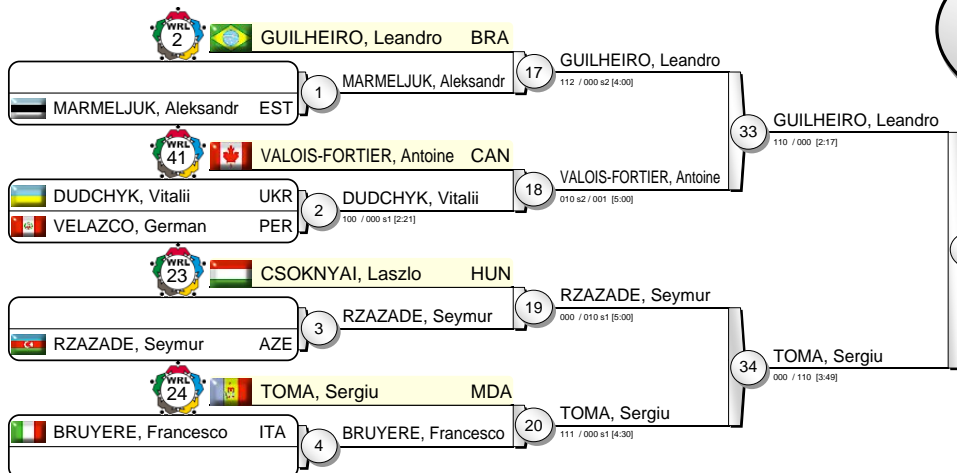 WRL
2
GUILHEIRO, Leandro BRA
MARMELJUK, Aleksandr EST
1
MARMELJUK, Aleksandr
17
GUILHEIRO, Leandro
112 / 000 s2 [4:00]
WRL
41
VALOIS-FORTIER, Antoine CAN
DUDCHYK, Vitalii UKR
VELAZCO, German PER
2
DUDCHYK, Vitalii
100 / 000 s1 [2:21]
18
VALOIS-FORTIER, Antoine
010 s2 / 001 [5:00]
33
GUILHEIRO, Leandro
110 / 000 [2:17]
WRL
23
CSOKNYAI, Laszlo HUN
RZAZADE, Seymur AZE
3
RZAZADE, Seymur
19
RZAZADE, Seymur
000 / 010 s1 [5:00]
WRL
24
TOMA, Sergiu MDA
BRUYERE, Francesco ITA
4
BRUYERE, Francesco
20
TOMA, Sergiu
111 / 000 s1 [4:30]
34
TOMA, Sergiu
000 / 110 [3:49]